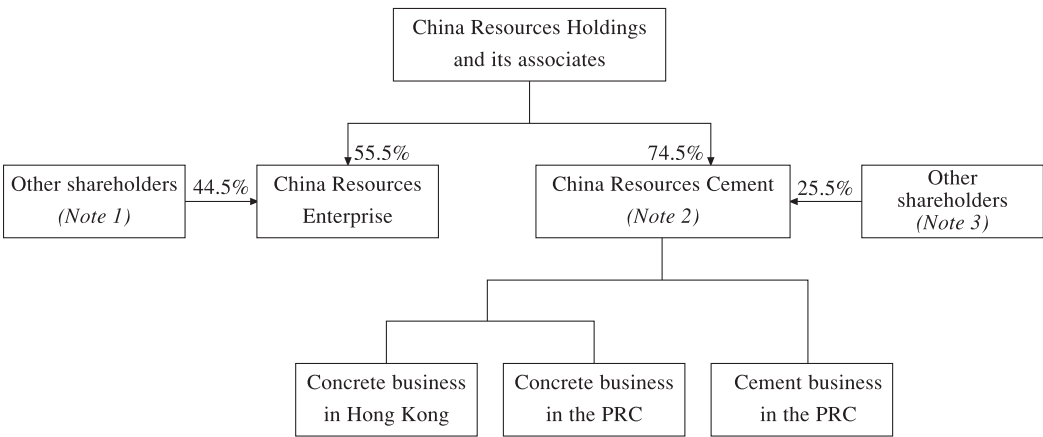 China Resources Holdings
and its associates
55.5%
74.5%
Other shareholders
(Note 1)
44.5%
China Resources
Enterprise
China Resources Cement
(Note 2)
25.5%
Other
shareholders
(Note 3)
Concrete business
in Hong Kong
Concrete business
in the PRC
Cement business
in the PRC